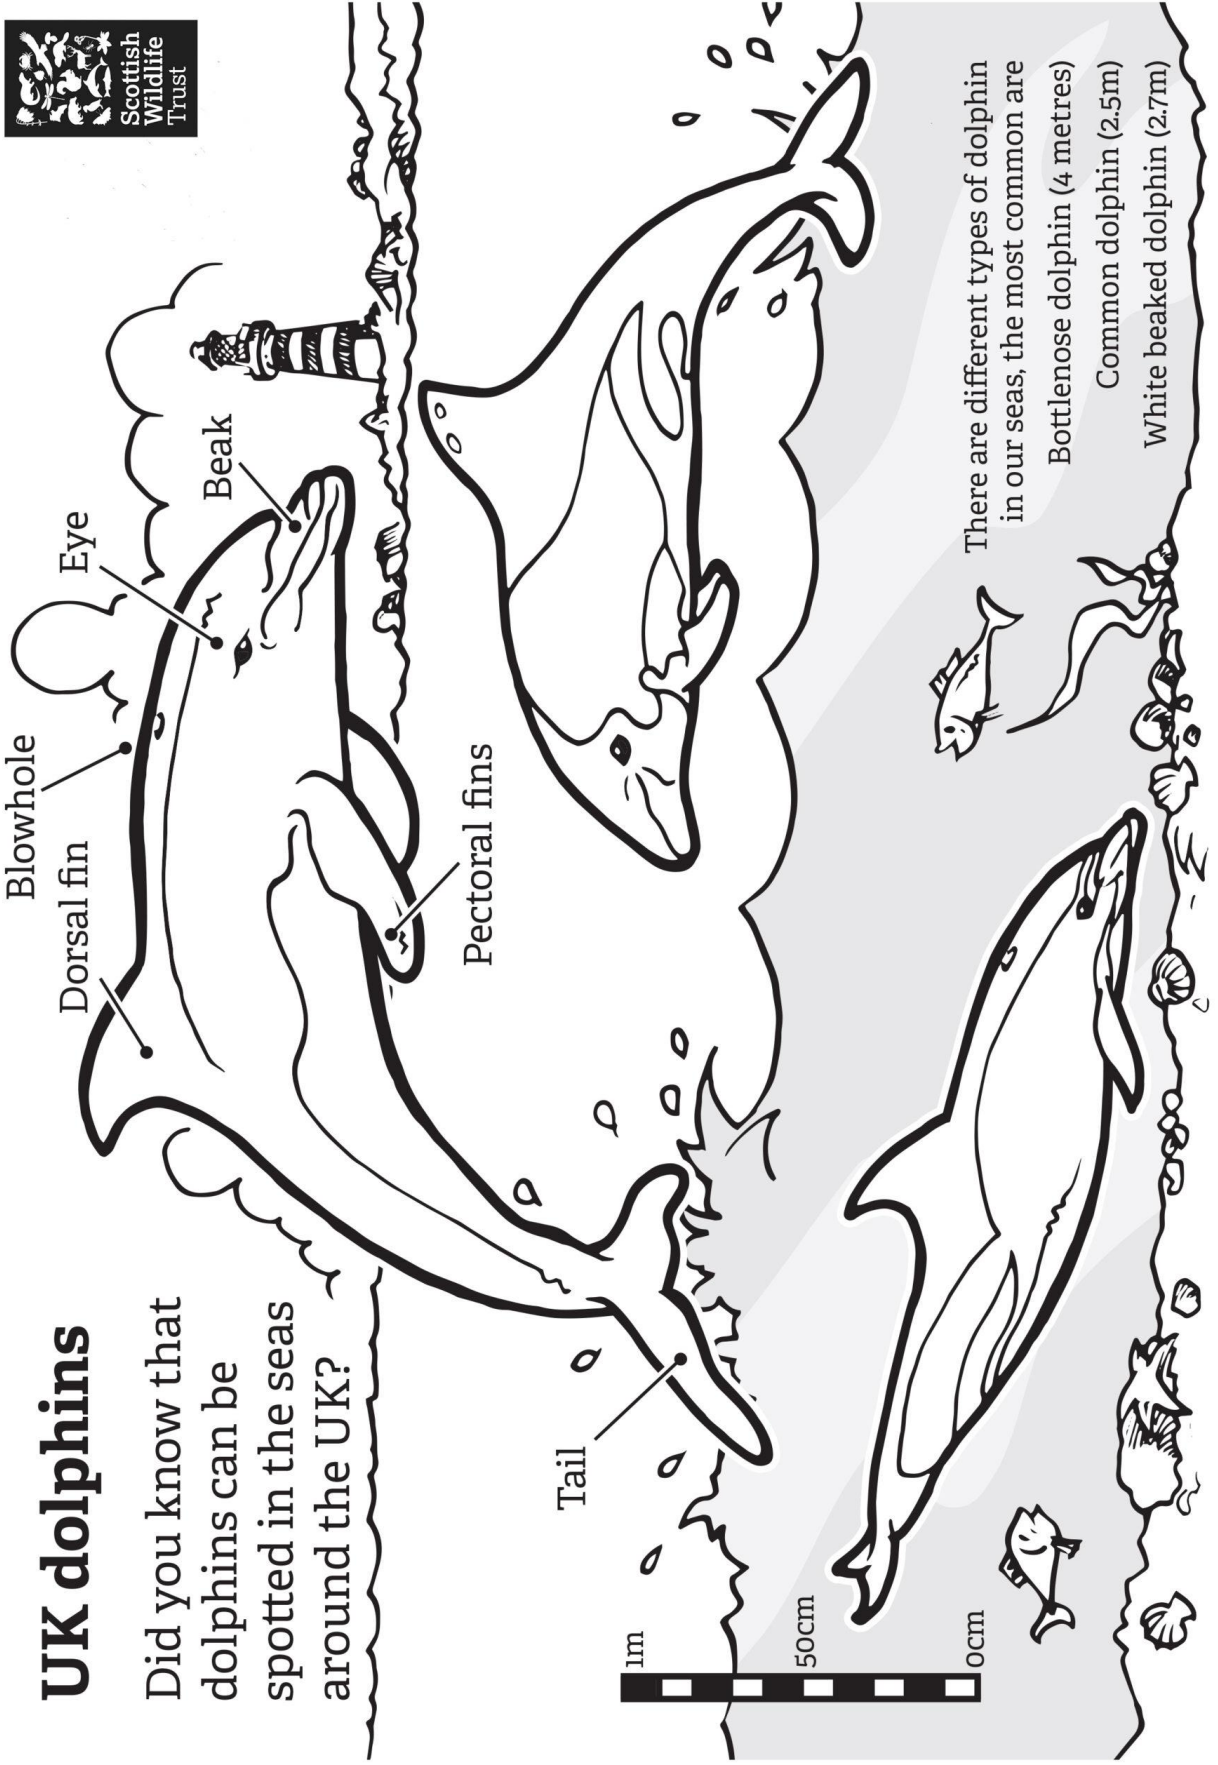 UK dolphins
Did you know that
dolphins can be
spotted in the seas
around the UK?
Scottish
Wildlife
Trust
Blowhole
Dorsal fin
Eye
Beak
Pectoral fins
Tail
1m
50cm
0cm
There are different types of dolphin
in our seas, the most common are
Bottlenose dolphin (4 metres)
Common dolphin (2.5m)
White beaked dolphin (2.7m)